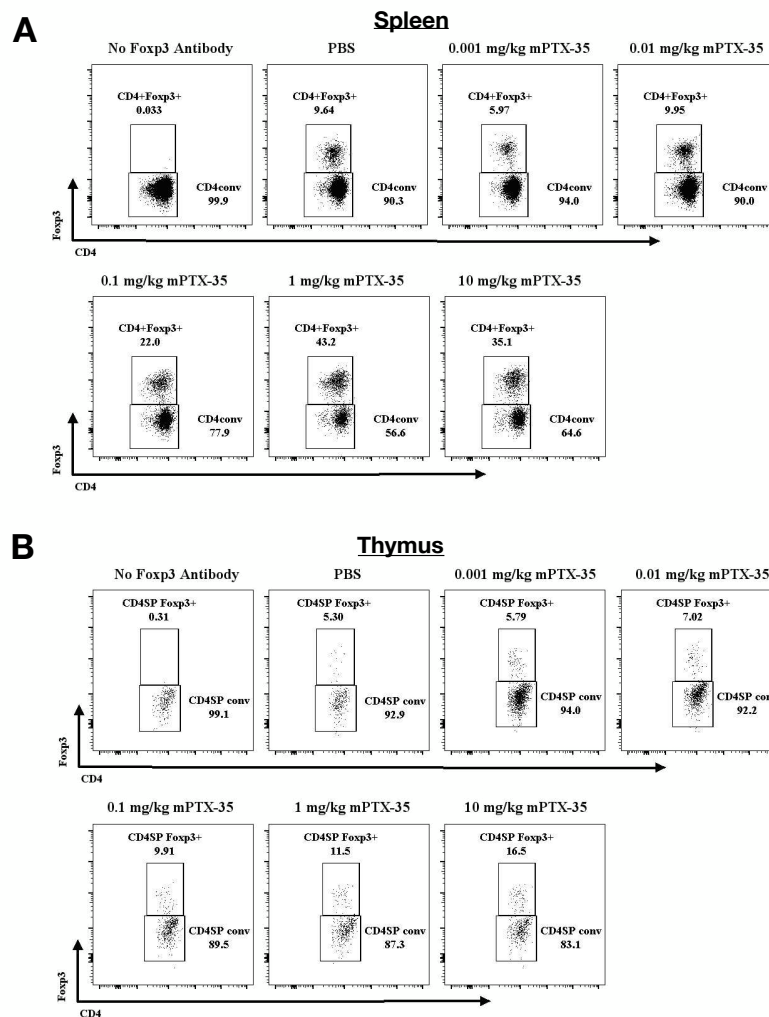 A
Spleen
No Foxp3 Antibody
PBS
0.001 mg/kg mPTX-35
0.01 mg/kg mPTX-35
CD4+Foxp3+
0.033
CD4conv
99.9
CD4+Foxp3+
9.64
CD4conv
90.3
CD4+Foxp3+
5.97
CD4conv
94.0
CD4+Foxp3+
9.95
CD4conv
90.0
Foxp3
CD4
0.1 mg/kg mPTX-35
1 mg/kg mPTX-35
10 mg/kg mPTX-35
CD4+Foxp3+
22.0
CD4conv
77.9
CD4+Foxp3+
43.2
CD4conv
56.6
CD4+Foxp3+
35.1
CD4conv
64.6
Foxp3
CD4
B
Thymus
No Foxp3 Antibody
PBS
0.001 mg/kg mPTX-35
0.01 mg/kg mPTX-35
CD4SP Foxp3+
0.31
CD4SP conv
99.1
CD4SP Foxp3+
5.30
CD4SP conv
92.9
CD4SP Foxp3+
5.79
CD4SP conv
94.0
CD4SP Foxp3+
7.02
CD4SP conv
92.2
Foxp3
CD4
0.1 mg/kg mPTX-35
1 mg/kg mPTX-35
10 mg/kg mPTX-35
CD4SP Foxp3+
9.91
CD4SP conv
89.5
CD4SP Foxp3+
11.5
CD4SP conv
87.3
CD4SP Foxp3+
16.5
CD4SP conv
83.1
Foxp3
CD4